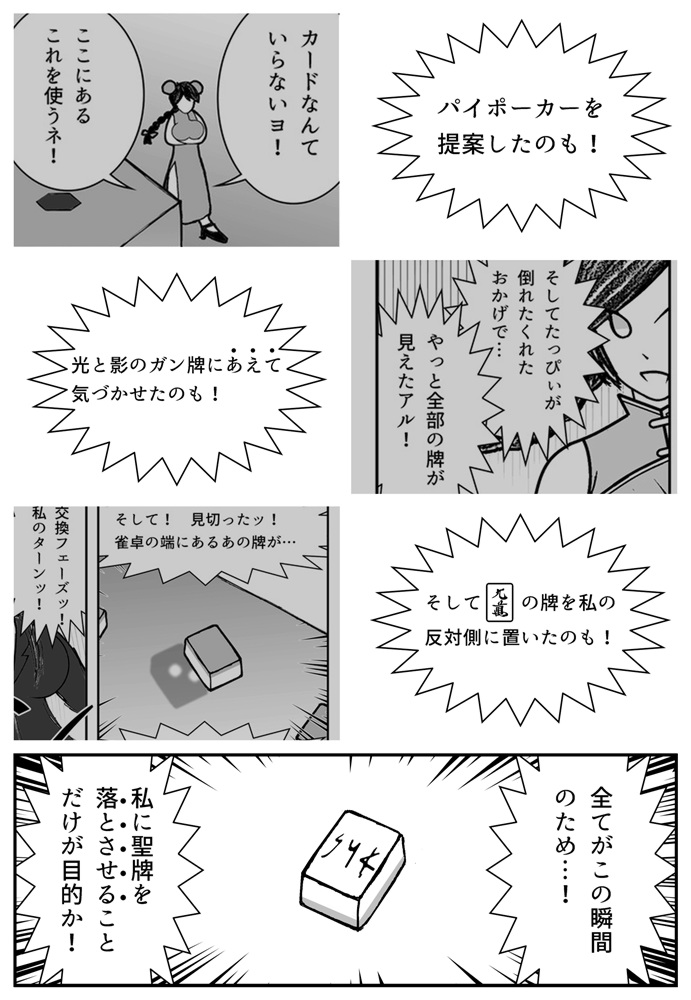 パイポーカーを
提案したのも！
カードなんて
いらないヨ！
ここにある
これを使うネ！
そしてたっぴぃが
倒れたくれた
おかげで…
やっと全部の牌が
見えたアル！
光と影のガン牌にあえて
気づかせたのも！
そして九萬の牌を私の
反対側に置いたのも！
そして！　見切ったッ！
雀卓の端にあるあの牌が…
交換フェーズッ！
私のターンッ！
全てがこの瞬間
のため…！
私に聖牌を
落とさせること
だけが目的か！